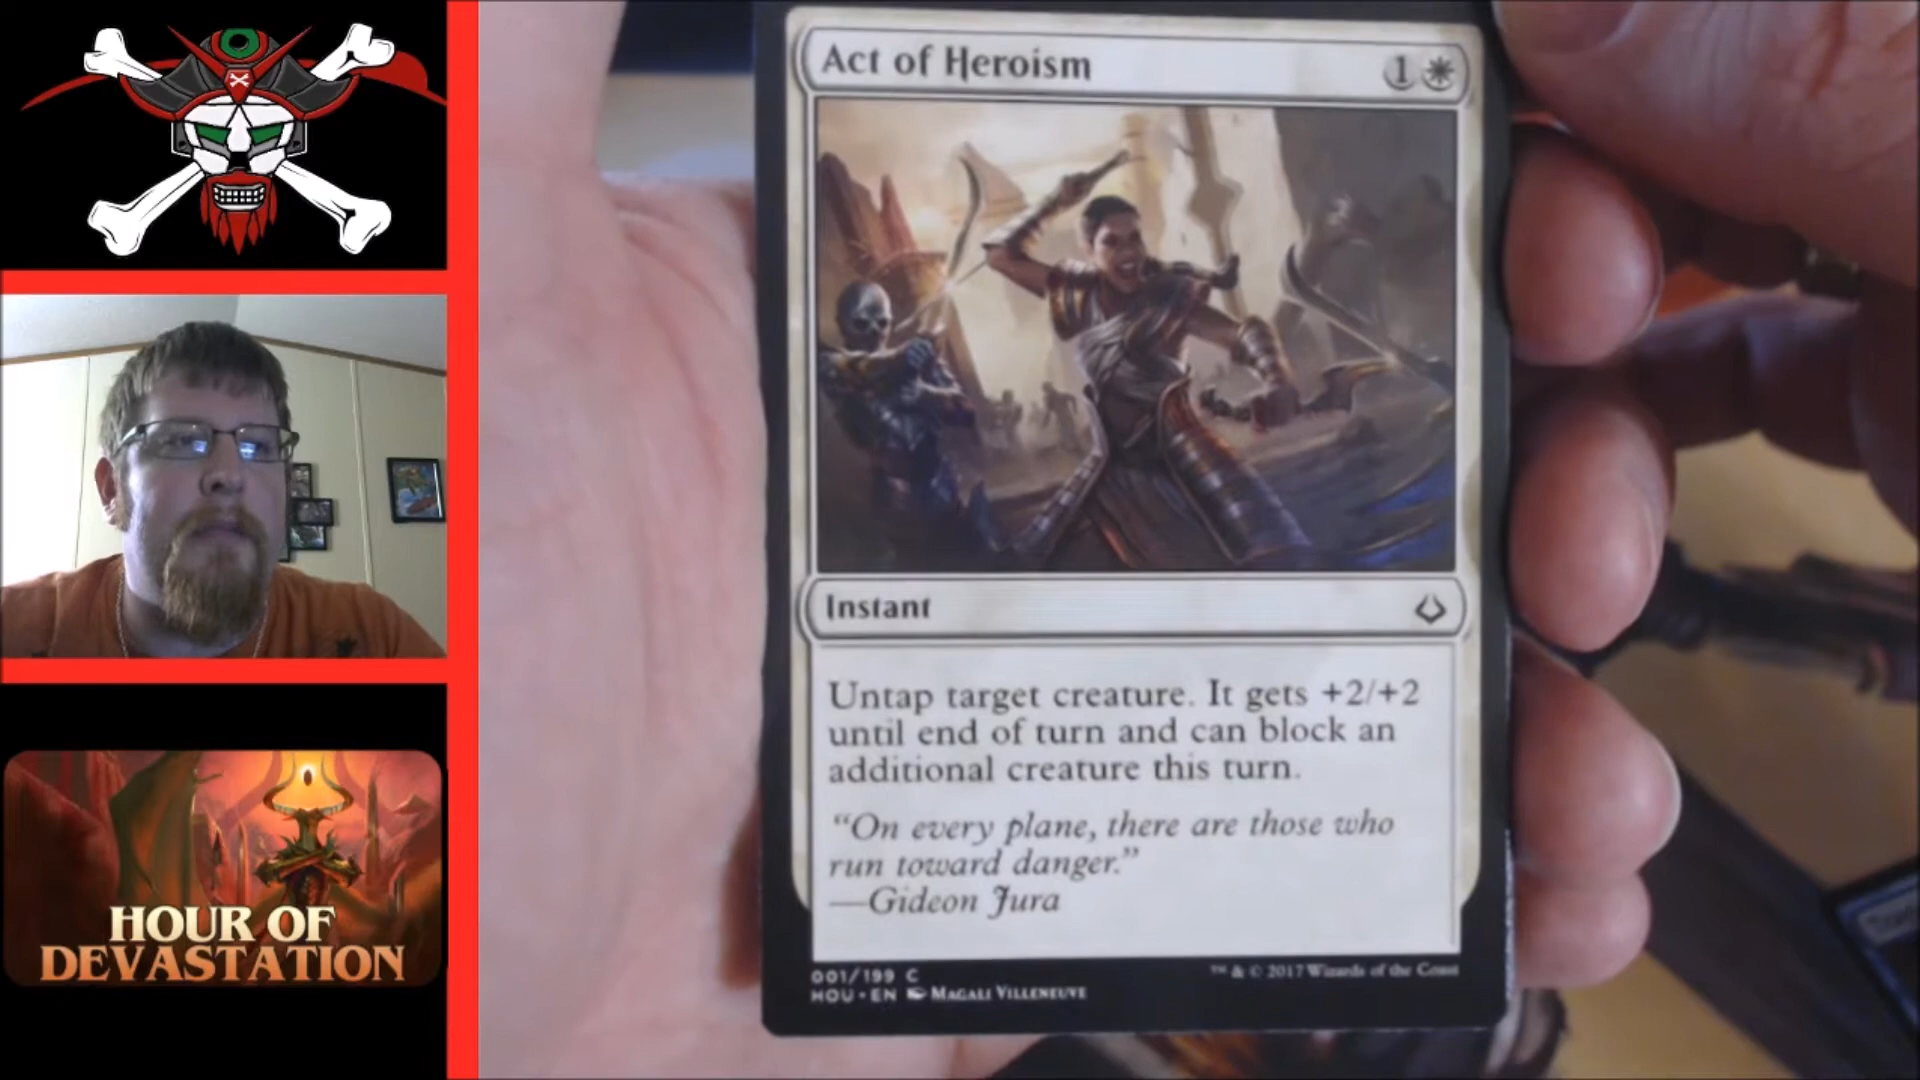 Act of Heroism 1
Instant
Untap target creature. It gets +2/+2
until end of turn and can block an
additional creature this turn.
"On every plane, there are those who
run toward danger."
—Gideon Jura
001/199 C
HOU • EN MAGALI VILLENEUVE
™ & © 2017 Wizards of the Coast
HOUR OF
DEVASTATION